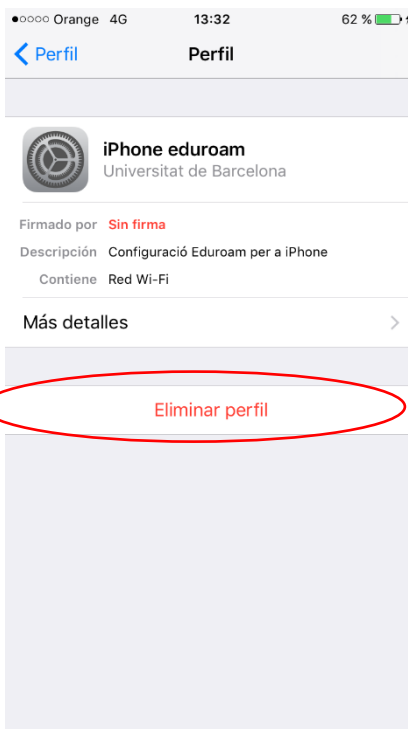 Orange 4G 13:32 62 %
Perfil Perfil
iPhone eduroam
Universitat de Barcelona
Firmado por Sin firma
Descripción Configuració Eduroam per a iPhone
Contiene Red Wi-Fi
Más detalles
Eliminar perfil